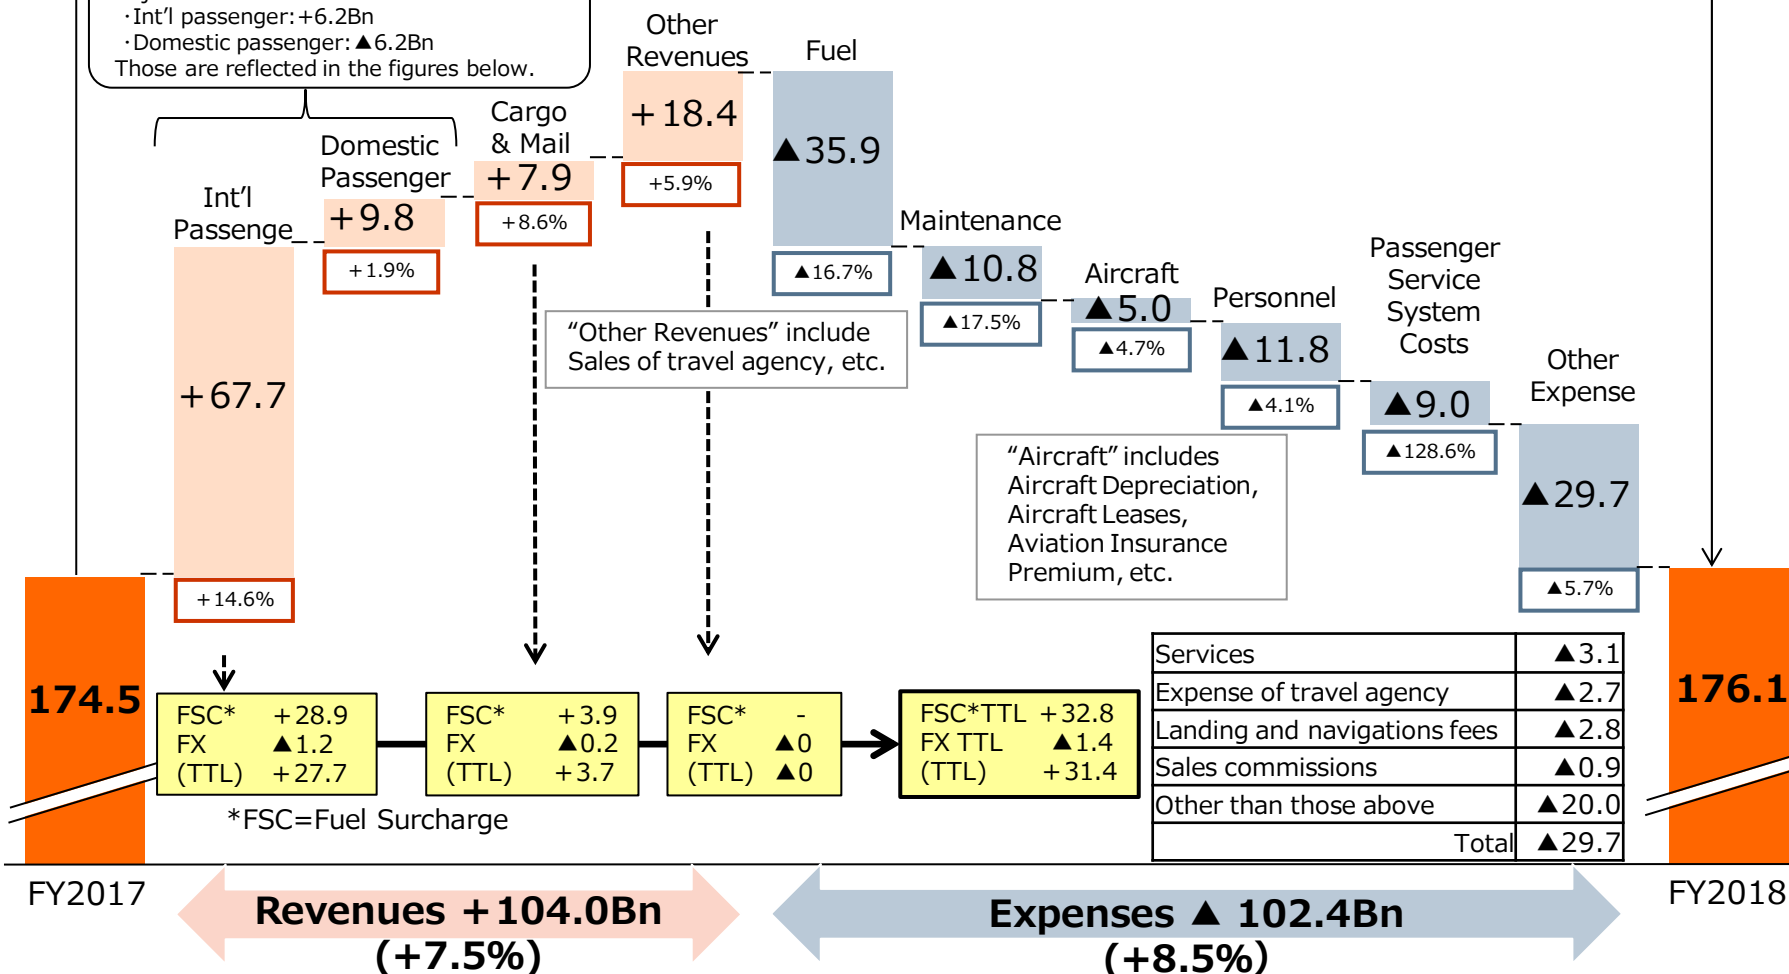 ・Int'l passenger:+6.2Bn
・Domestic passenger:▲6.2Bn
Those are reflected in the figures below.
Int'l
Passenge
+67.7
+14.6%
Domestic
Passenger
+9.8
+1.9%
Cargo
& Mail
+7.9
+8.6%
Other
Revenues
+18.4
+5.9%
Fuel
▲35.9
▲16.7%
Maintenance
▲10.8
▲17.5%
Aircraft
▲5.0
▲4.7%
Personnel
▲11.8
▲4.1%
Passenger
Service
System
Costs
▲9.0
▲128.6%
Other
Expense
▲29.7
▲5.7%
“Other Revenues” include
Sales of travel agency, etc.
“Aircraft” includes
Aircraft Depreciation,
Aircraft Leases,
Aviation Insurance
Premium, etc.
174.5
176.1
FSC* +28.9
FX ▲1.2
(TTL) +27.7
FSC* +3.9
FX ▲0.2
(TTL) +3.7
FSC* -
FX ▲0
(TTL) ▲0
FSC*TTL +32.8
FX TTL ▲1.4
(TTL) +31.4
*FSC=Fuel Surcharge
Services ▲3.1
Expense of travel agency ▲2.7
Landing and navigations fees ▲2.8
Sales commissions ▲0.9
Other than those above ▲20.0
Total ▲29.7
FY2017
FY2018
Revenues +104.0Bn
(+7.5%)
Expenses ▲ 102.4Bn
(+8.5%)